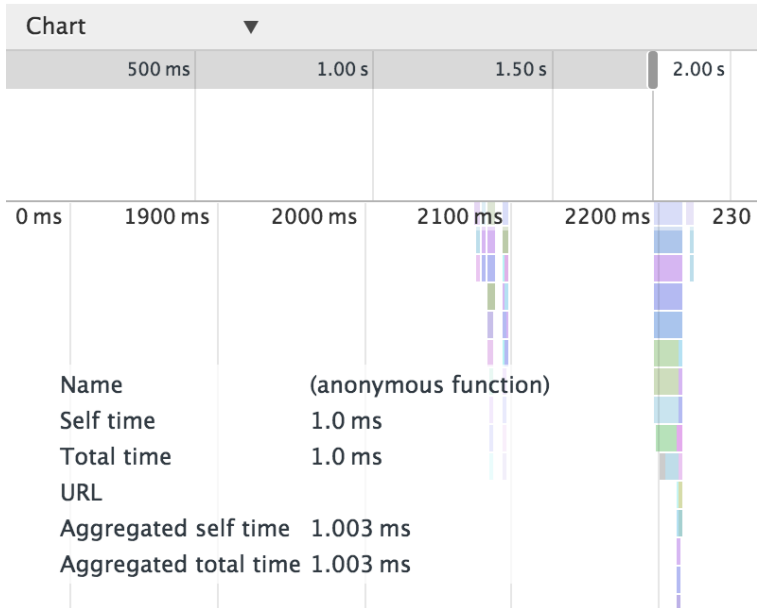 Chart ▼
500 ms 1.00 s 1.50 s 2.00 s
0 ms 1900 ms 2000 ms 2100 ms 2200 ms 230
Name (anonymous function)
Self time 1.0 ms
Total time 1.0 ms
URL
Aggregated self time 1.003 ms
Aggregated total time 1.003 ms